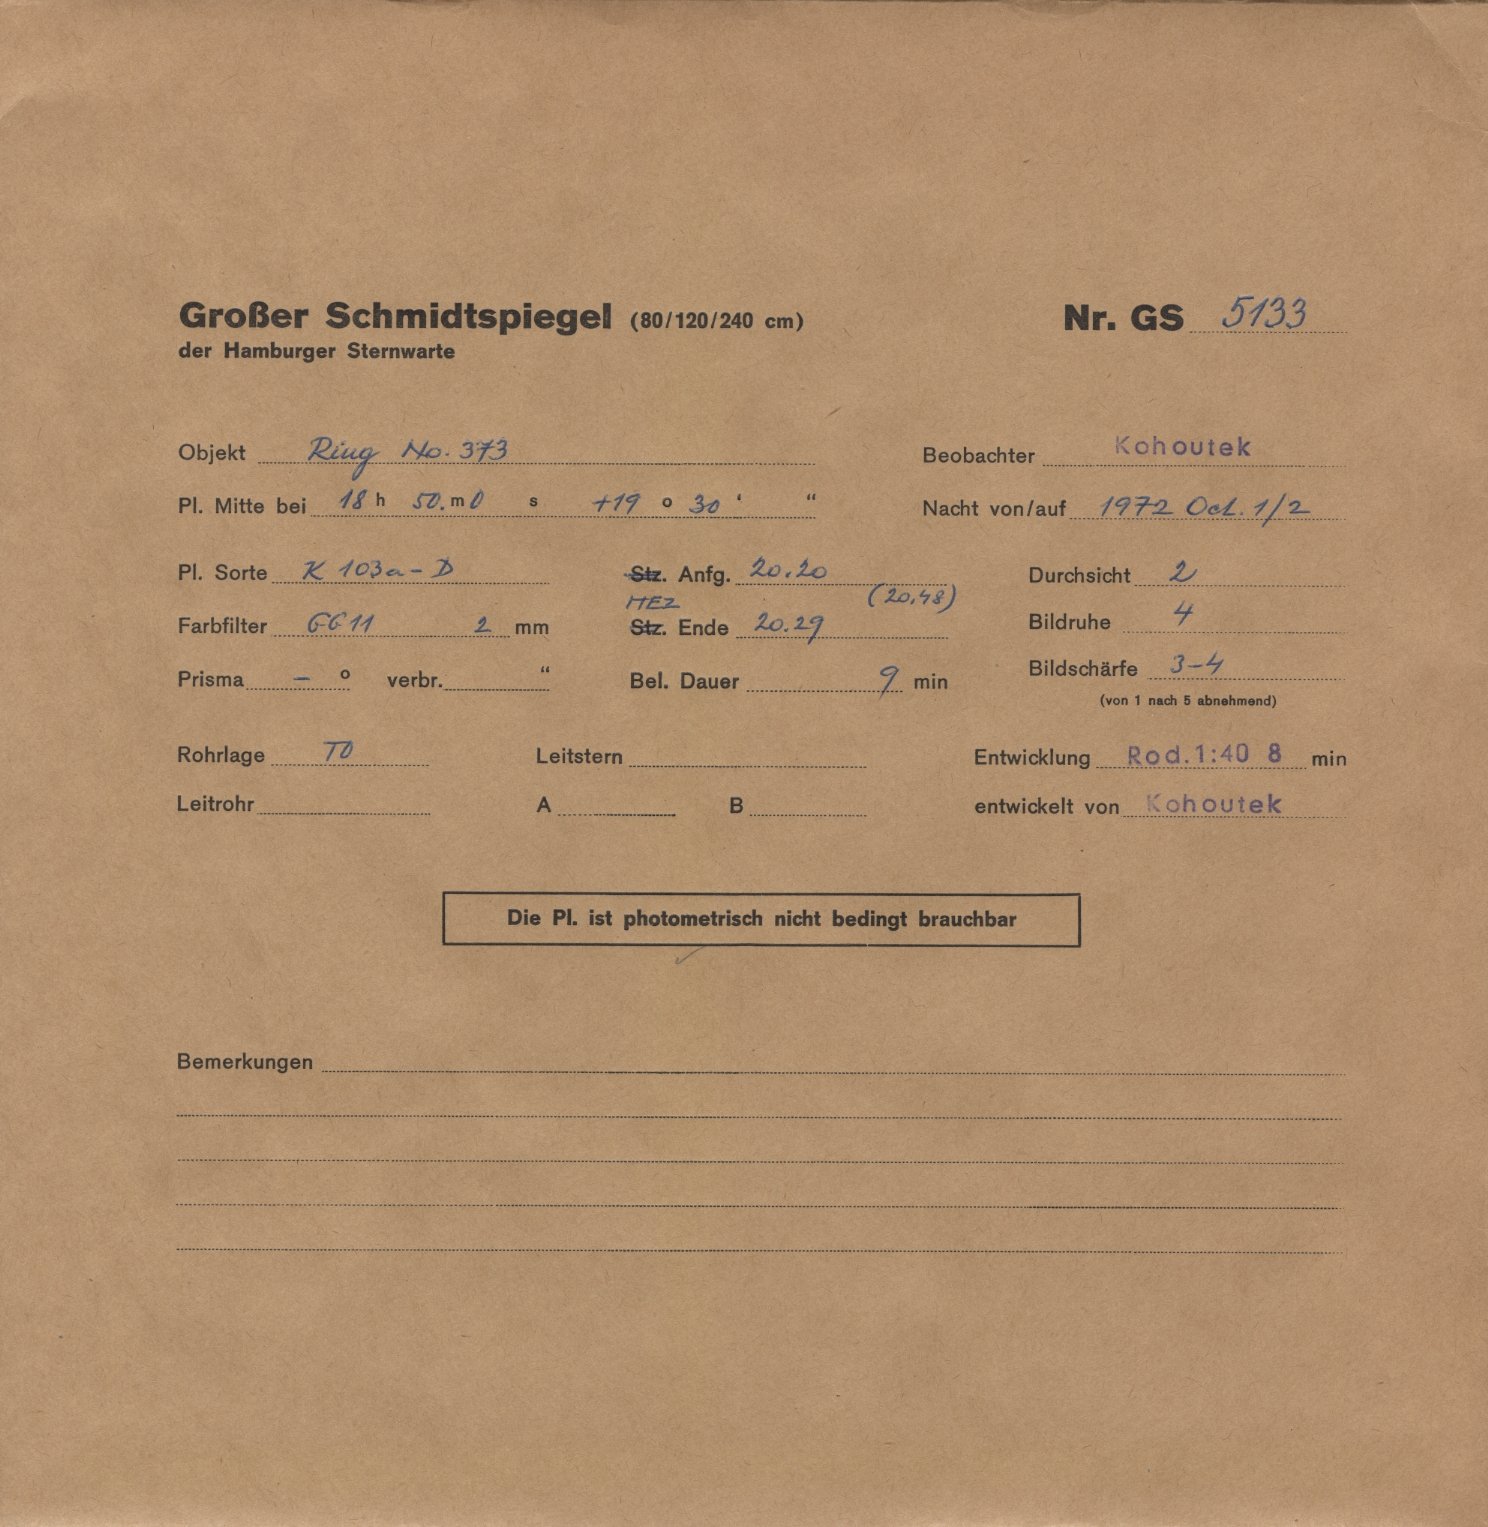 Großer Schmidtspiegel (80/120/240 cm) Nr. GS 5133
der Hamburger Sternwarte
Objekt Ring No. 373 Beobachter Kohoutek
Pl. Mitte bei 18 h 50. m 0 s +19 o 30 ‘ “ Nacht von/auf 1972 Oct. 1/2
Pl. Sorte K 103a-D Stz. Anfg. 20.20 Durchsicht 2
MEZ (20.48)
Farbfilter GG11 2 mm Stz. Ende 20.29 Bildruhe 4
Prisma – o verbr. “ Bel. Dauer 9 min Bildschärfe 3-4
(von 1 nach 5 abnehmend)
Rohrlage TO Leitstern Entwicklung Rod.1:40 8 min
Leitrohr A B entwickelt von Kohoutek
Die Pl. ist photometrisch nicht bedingt brauchbar
Bemerkungen